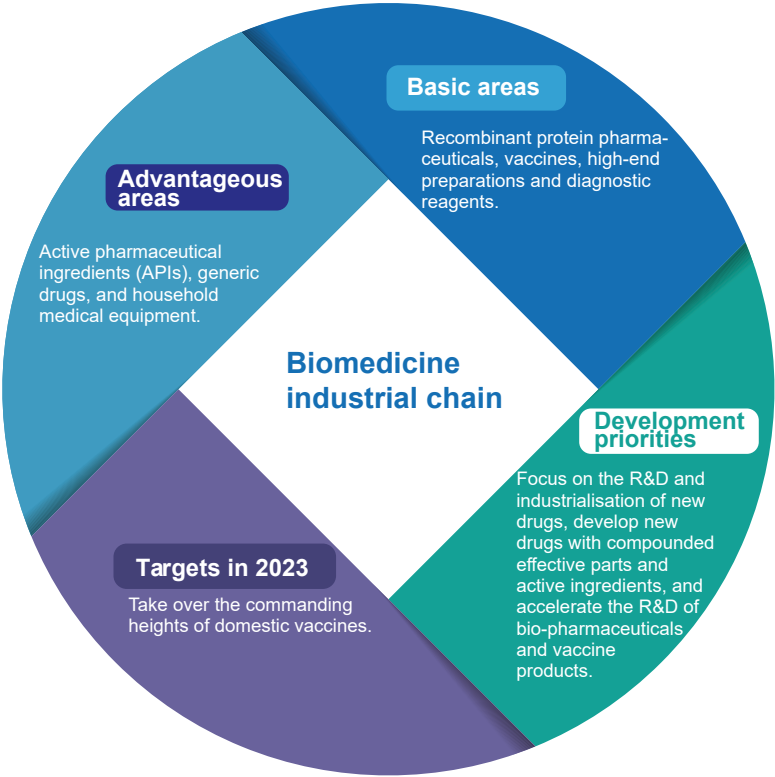 Basic areas
Recombinant protein pharma-
ceuticals, vaccines, high-end
preparations and diagnostic
reagents.
Advantageous
areas
Active pharmaceutical
ingredients (APIs), generic
drugs, and household
medical equipment.
Biomedicine
industrial chain
Development
priorities
Focus on the R&D and
industrialisation of new
drugs, develop new
drugs with compounded
effective parts and
active ingredients, and
accelerate the R&D of
bio-pharmaceuticals
and vaccine
products.
Targets in 2023
Take over the commanding
heights of domestic vaccines.